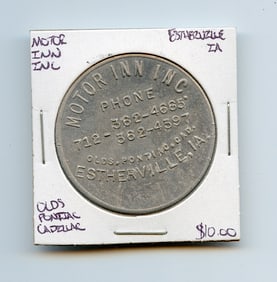 MOTOR
INN
INC
ESTHERVILLE
IA
MOTOR INN INC.
PHONE
362-4665
712- 362-4597
OLDS, PONTIAC, CAD.
ESTHERVILLE, IA.
OLDS
PONTIAC
CADILLAC
$10.00